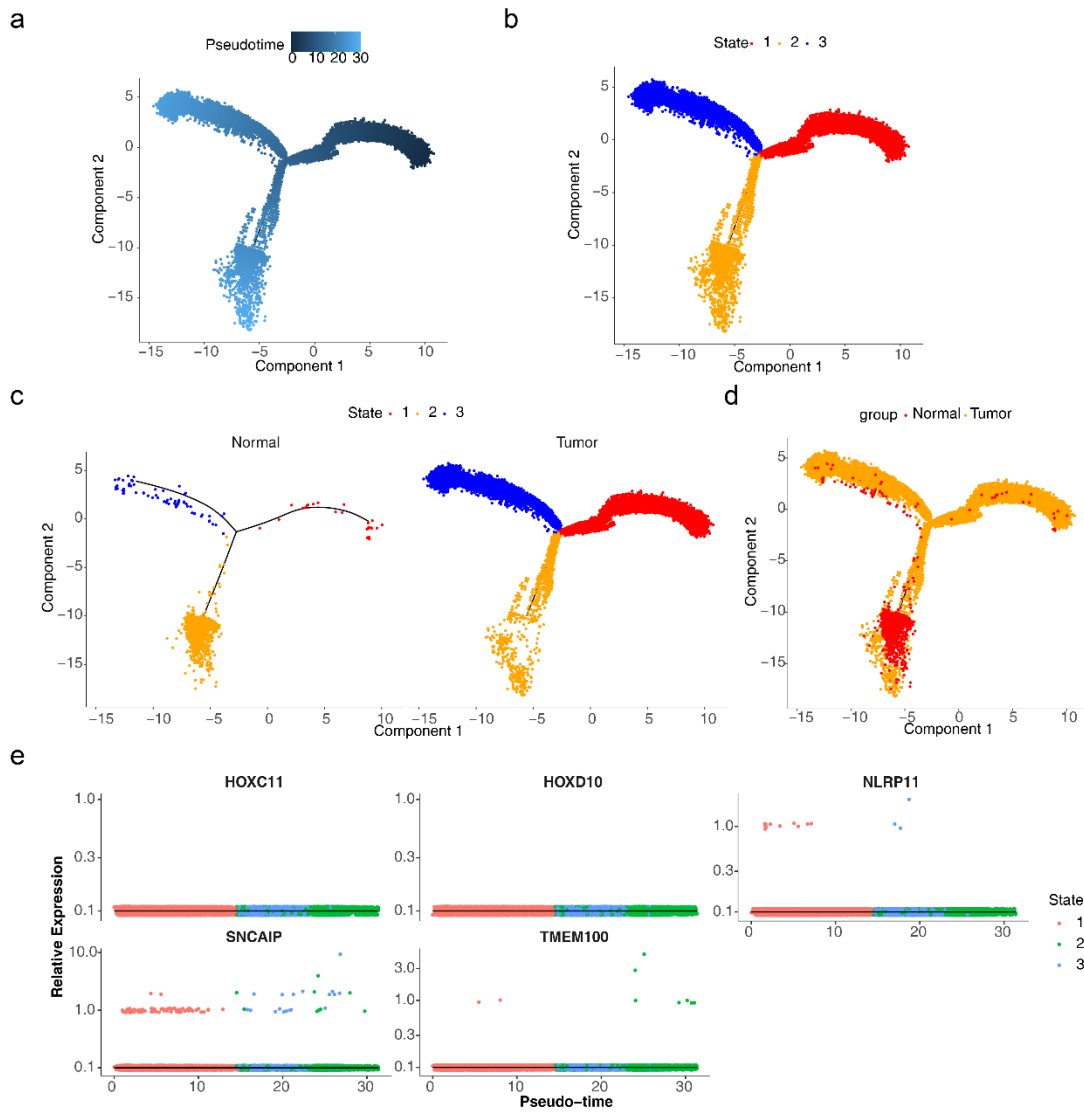 a
b
Pseudotime
0 10 20 30
State 1 2 3
5
0
−5
−10
−15
Component 2
−15 −10 −5 0 5 10
Component 1
5
0
−5
−10
−15
Component 2
−15 −10 −5 0 5 10
Component 1
c
d
State 1 2 3
group Normal Tumor
Normal
Tumor
5
0
−5
−10
−15
Component 2
−15 −10 −5 0 5 10
−15 −10 −5 0 5 10
Component 1
5
0
−5
−10
−15
Component 2
−15 −10 −5 0 5 10
Component 1
e
HOXC11
HOXD10
NLRP11
1.0
0.3
0.1
1.0
0.3
0.1
1.0
0.3
0.1
0 10 20 30
SNCAIP
TMEM100
10.0
1.0
0.1
3.0
1.0
0.3
0.1
0 10 20 30
0 10 20 30
Relative Expression
Pseudo−time
State
1
2
3